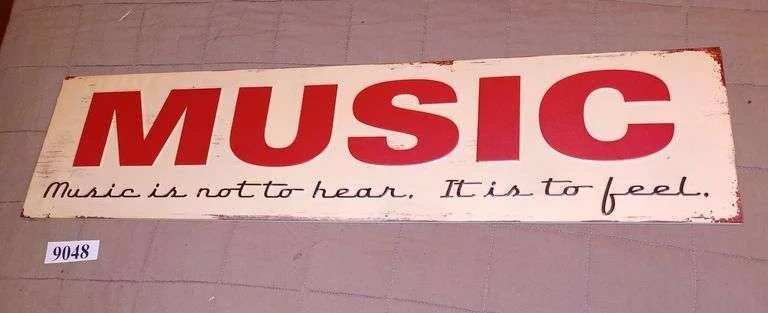 MUSIC
Music is not to hear. It is to feel.
9048